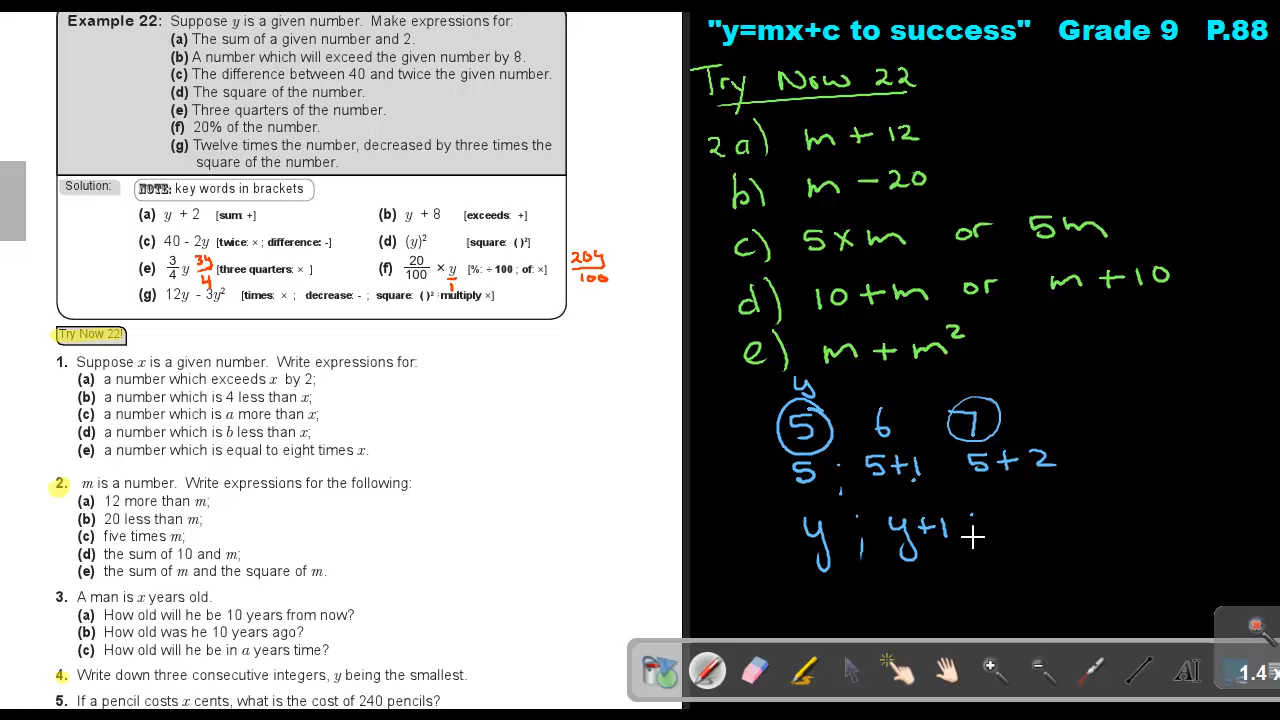 Example 22: Suppose y is a given number. Make expressions for:
(a) The sum of a given number and 2.
(b) A number which will exceed the given number by 8.
(c) The difference between 40 and twice the given number.
(d) The square of the number.
(e) Three quarters of the number.
(f) 20% of the number.
(g) Twelve times the number, decreased by three times the
square of the number.
Solution: NOTE: key words in brackets
(a) y + 2 [sum: +] (b) y + 8 [exceeds: +]
(c) 40 - 2y [twice: × ; difference: -] (d) (y)² [square: ( )²]
(e) 3/4 y 3y/4 [three quarters: × ] (f) 20/100 × y/1 [%: ÷ 100 ; of: ×] 20y/100
(g) 12y - 3y² [times: × ; decrease: - ; square: ( )² multiply ×]
Try Now 22!
1. Suppose x is a given number. Write expressions for:
(a) a number which exceeds x by 2;
(b) a number which is 4 less than x;
(c) a number which is a more than x;
(d) a number which is b less than x;
(e) a number which is equal to eight times x.
2. m is a number. Write expressions for the following:
(a) 12 more than m;
(b) 20 less than m;
(c) five times m;
(d) the sum of 10 and m;
(e) the sum of m and the square of m.
3. A man is x years old.
(a) How old will he be 10 years from now?
(b) How old was he 10 years ago?
(c) How old will he be in a years time?
4. Write down three consecutive integers, y being the smallest.
5. If a pencil costs x cents, what is the cost of 240 pencils?
"y=mx+c to success" Grade 9 P.88
Try Now 22
2a) m + 12
b) m - 20
c) 5 × m or 5m
d) 10 + m or m + 10
e) m + m²
y
5 6 7
5 ; 5+1 5+2
y ; y+1 ;
AI
1.4 x